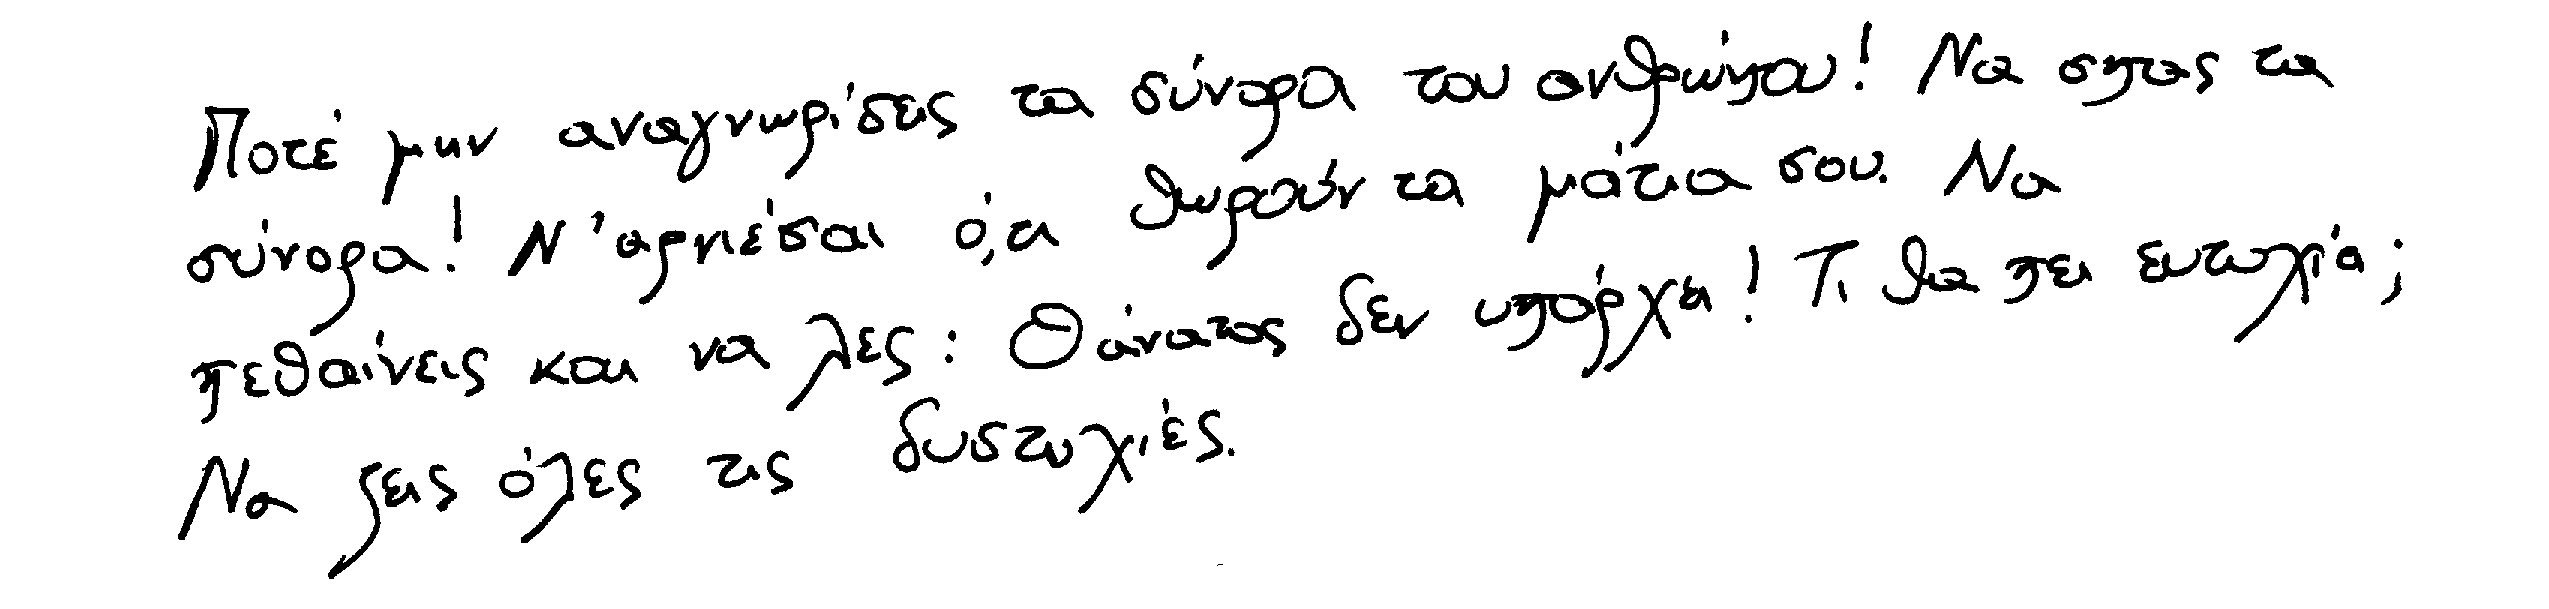 Ποτέ μην αναγνωρίσεις τα σύνορα του ανθρώπου! Να σπας τα
σύνορα! Ν' αρνιέσαι ό,τι θωρούν τα μάτια σου. Να
πεθαίνεις και να λες: Θάνατος δεν υπάρχει! Τι θα πει ευτυχία;
Να ζεις όλες τις δυστυχίες.